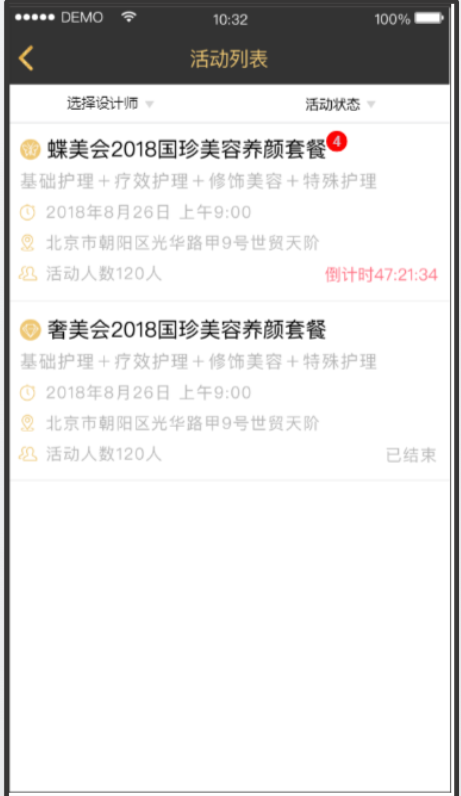 DEMO 10:32 100%
活动列表
选择设计师 活动状态
蝶美会2018国珍美容养颜套餐 4
基础护理+疗效护理+修饰美容+特殊护理
2018年8月26日 上午9:00
北京市朝阳区光华路甲9号世贸天阶
活动人数120人 倒计时47:21:34
奢美会2018国珍美容养颜套餐
基础护理+疗效护理+修饰美容+特殊护理
2018年8月26日 上午9:00
北京市朝阳区光华路甲9号世贸天阶
活动人数120人 已结束